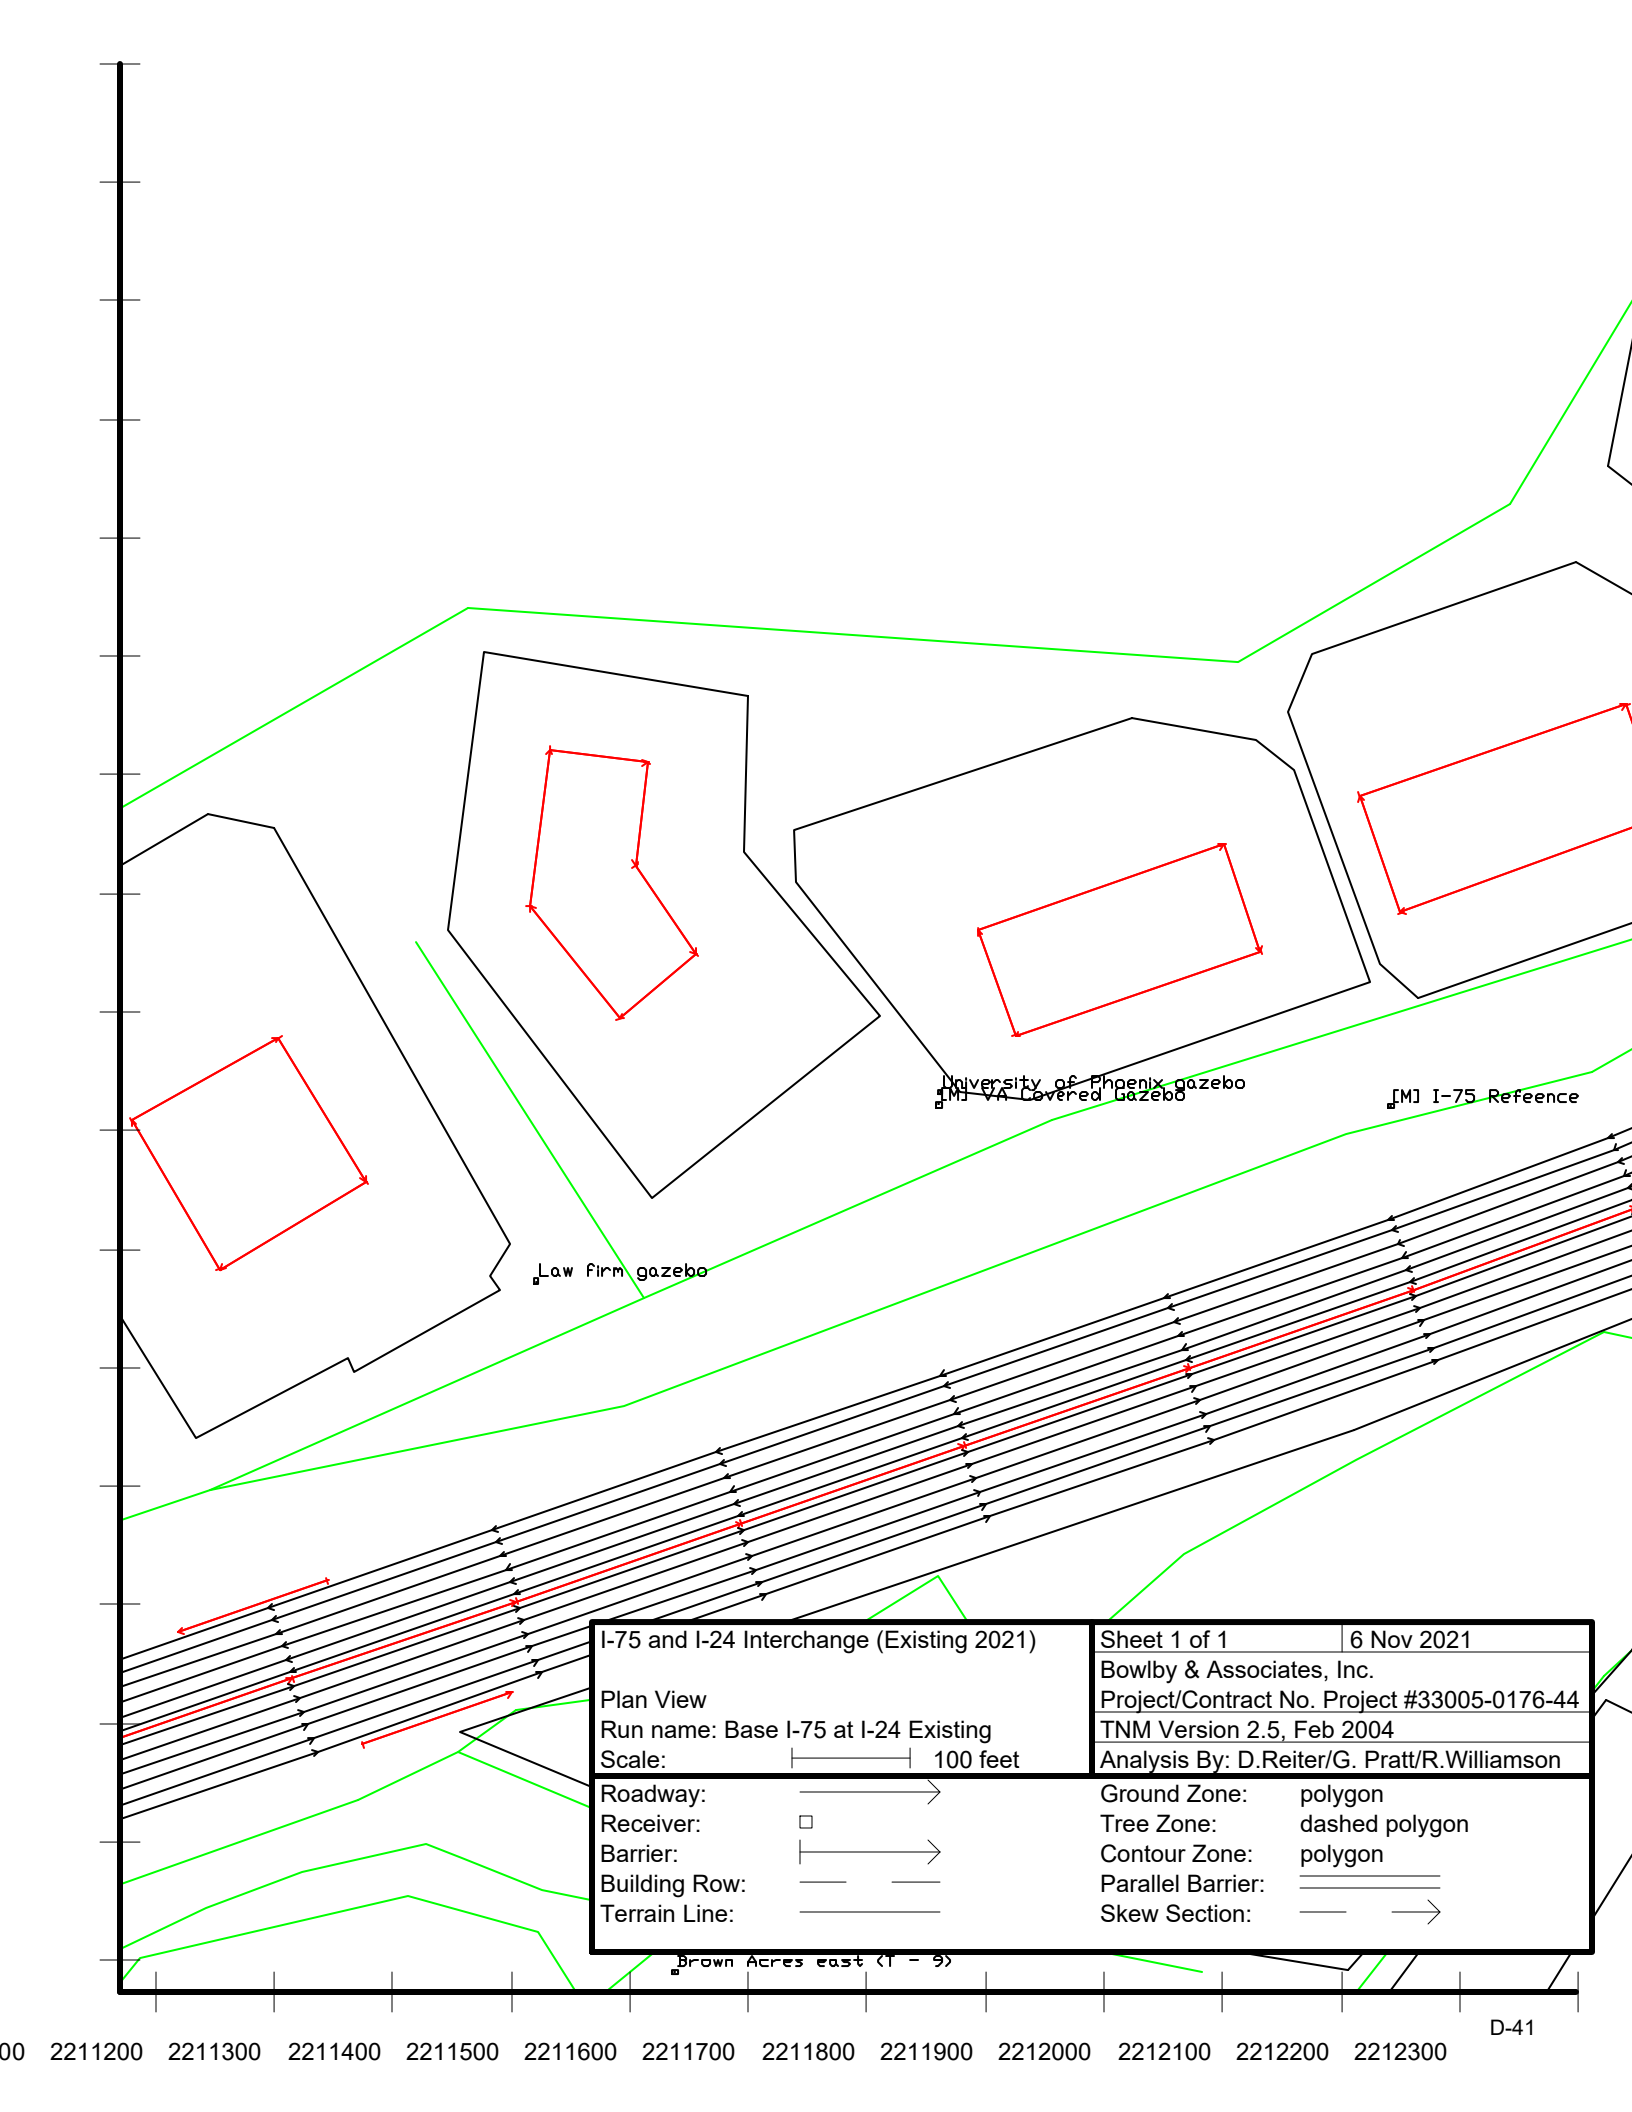 University of Phoenix gazebo
[M] VA Covered Gazebo
[M] I-75 Refeence
Law firm gazebo
I-75 and I-24 Interchange (Existing 2021)
Sheet 1 of 1
6 Nov 2021
Bowlby & Associates, Inc.
Plan View
Project/Contract No. Project #33005-0176-44
Run name: Base I-75 at I-24 Existing
TNM Version 2.5, Feb 2004
Scale:
100 feet
Analysis By: D.Reiter/G. Pratt/R.Williamson
Roadway:
Ground Zone:
polygon
Receiver:
Tree Zone:
dashed polygon
Barrier:
Contour Zone:
polygon
Building Row:
Parallel Barrier:
Terrain Line:
Skew Section:
Brown Acres east (T - 9)
D-41
00 2211200 2211300 2211400 2211500 2211600 2211700 2211800 2211900 2212000 2212100 2212200 2212300